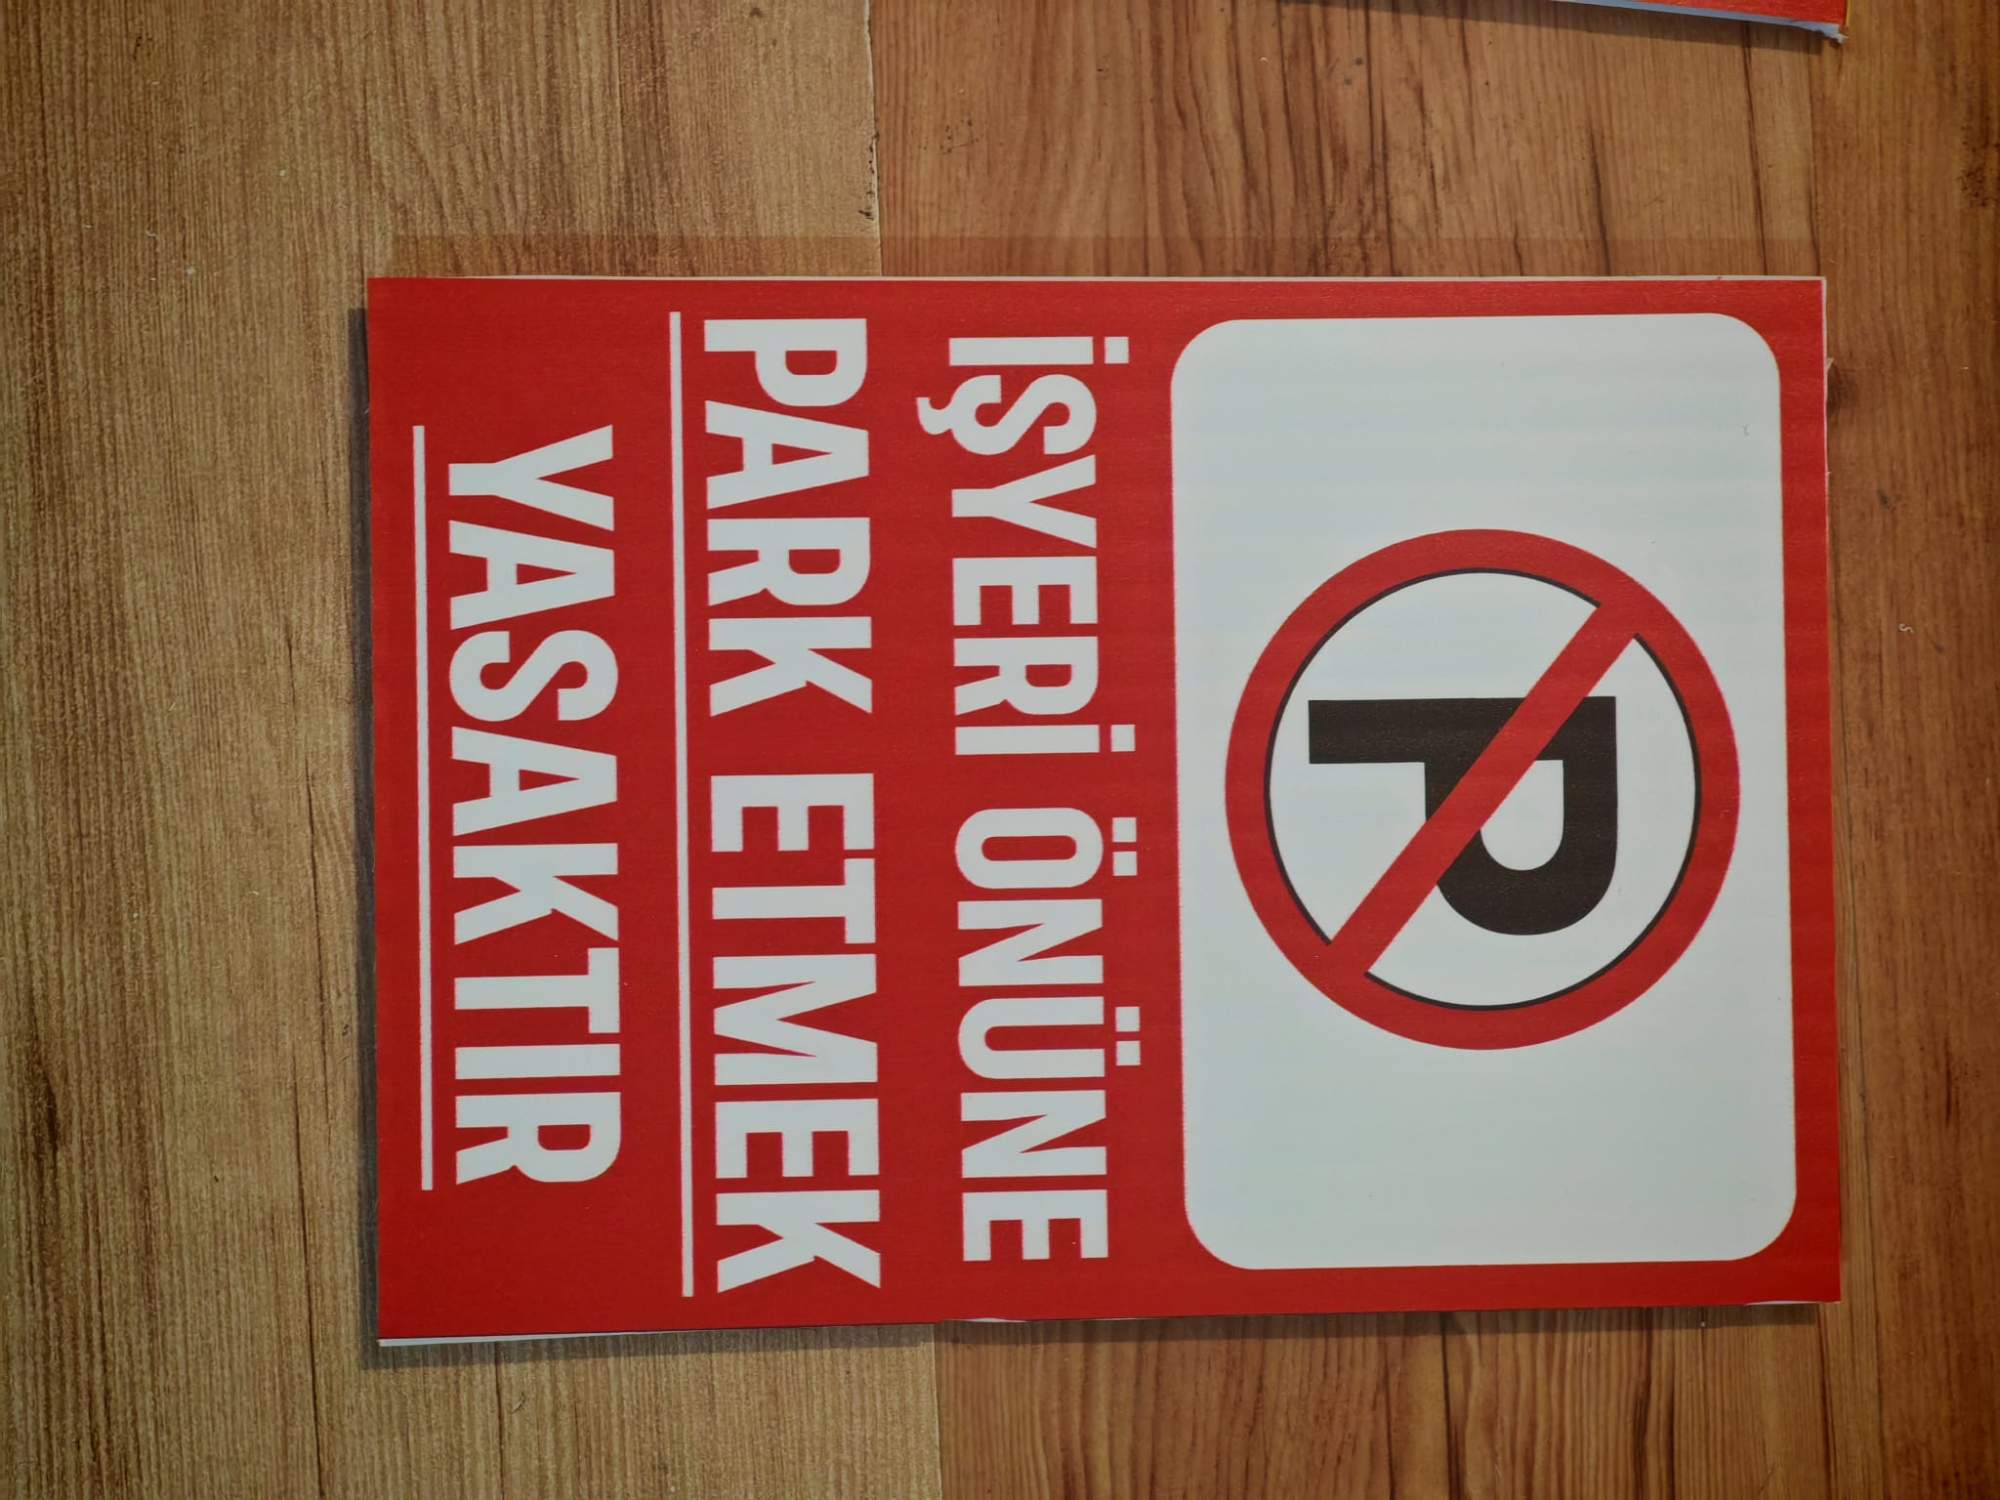 P
İŞYERİ ÖNÜNE
PARK ETMEK
YASAKTIR